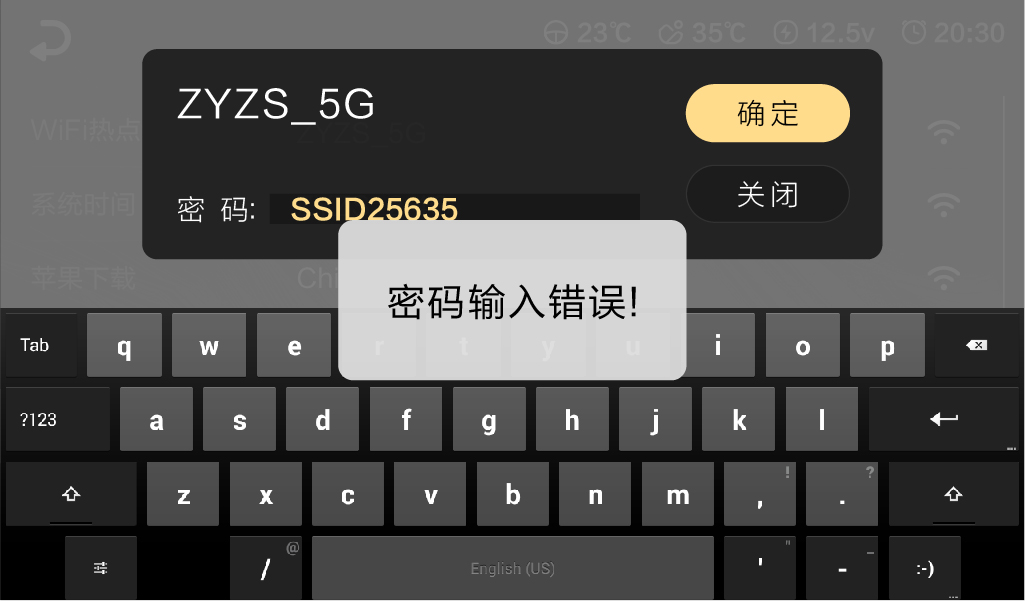 23℃ 35℃ 12.5v 20:30
ZYZS_5G
确定
WiFi热点 ZYZS_5G
系统时间
密 码: SSID25635
关闭
苹果下载 Chi
密码输入错误!
Tab q w e r t y u i o p
?123 a s d f g h j k l
z x c v b n m , ! . ?
/ @ English (US) ' " - _ :-) ...